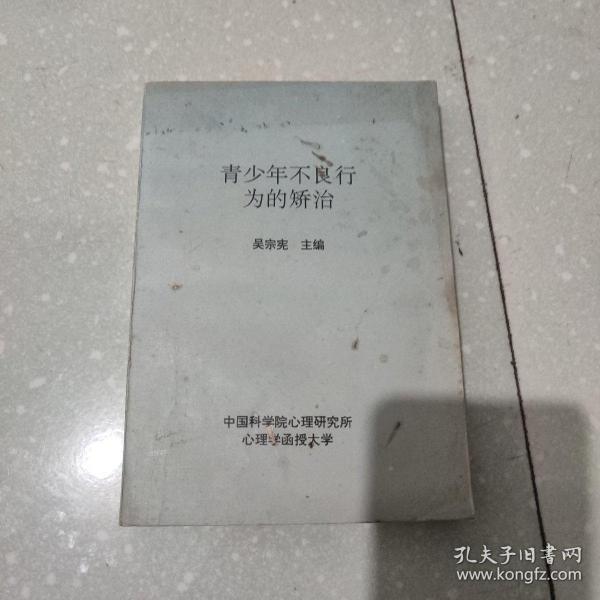 青少年不良行
为的矫治
吴宗宪 主编
中国科学院心理研究所
心理学函授大学
孔夫子旧书网
www.kongfz.com